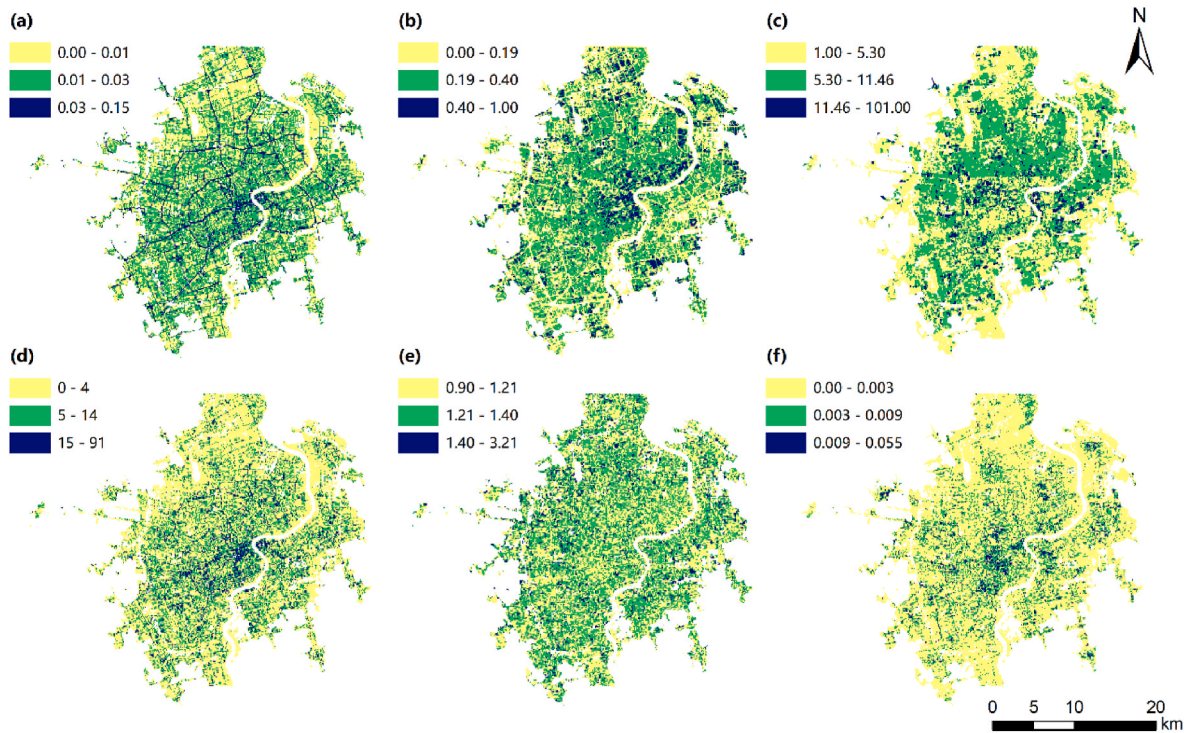 (a)
0.00 - 0.01
0.01 - 0.03
0.03 - 0.15
(b)
0.00 - 0.19
0.19 - 0.40
0.40 - 1.00
(c)
1.00 - 5.30
5.30 - 11.46
11.46 - 101.00
N
(d)
0 - 4
5 - 14
15 - 91
(e)
0.90 - 1.21
1.21 - 1.40
1.40 - 3.21
(f)
0.00 - 0.003
0.003 - 0.009
0.009 - 0.055
0 5 10 20
km